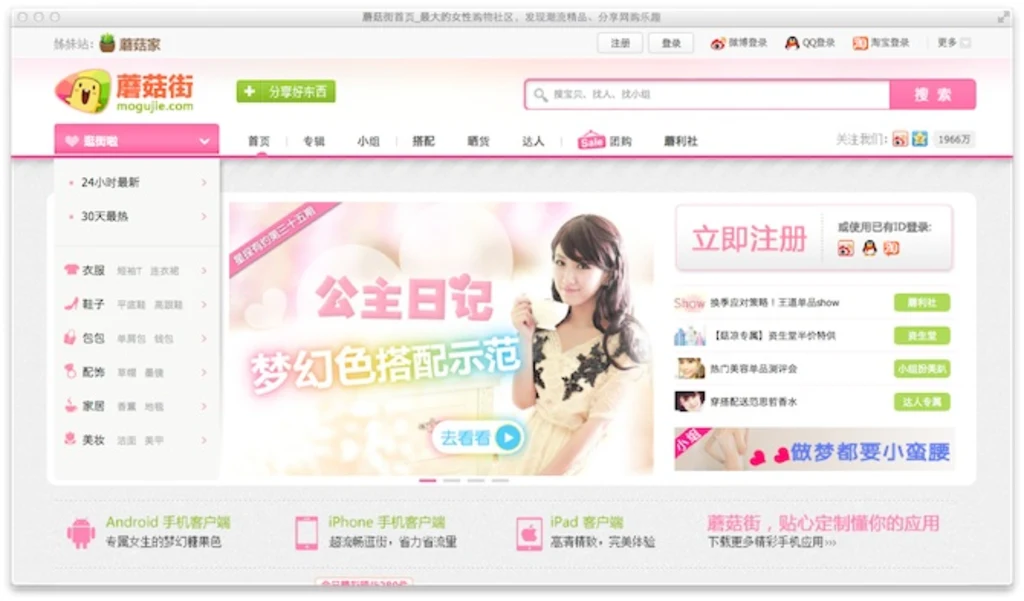 蘑菇街首页_最大的女性购物社区，发现潮流精品、分享网购乐趣
姊妹站： 蘑菇家
注册 登录 微博登录 QQ登录 淘宝登录 更多
蘑菇街
mogujie.com
分享好东西
搜宝贝、找人、找小组
搜 索
逛街啦
首页 专辑 小组 搭配 晒货 达人 Sale 团购 蘑利社
关注我们： 1966万
24小时最新
30天最热
衣服 短袖T 连衣裙
鞋子 平底鞋 高跟鞋
包包 单肩包 钱包
配饰 草帽 墨镜
家居 香薰 地毯
美妆 洁面 美甲
星探有约第三十五期
公主日记
梦幻色搭配示范
去看看
立即注册
或使用已有ID登录:
Show 换季应对策略！王道单品show 蘑利社
【菇凉专属】资生堂半价特供 资生堂
热门美容单品测评会 小组扮美趴
穿搭配送范思哲香水 达人专属
小组
做梦都要小蛮腰
Android 手机客户端
专属女生的梦幻糖果色
iPhone 手机客户端
超流畅逛街，省力省流量
iPad 客户端
高清精致，完美体验
蘑菇街，贴心定制懂你的应用
下载更多精彩手机应用›››